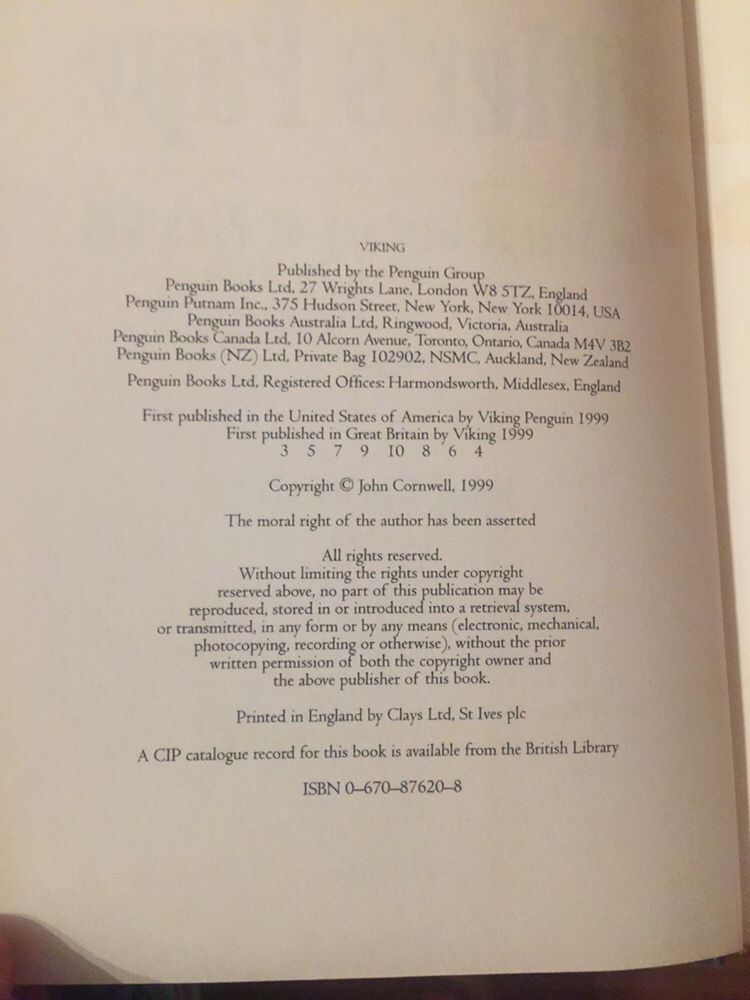 VIKING
Published by the Penguin Group
Penguin Books Ltd, 27 Wrights Lane, London W8 5TZ, England
Penguin Putnam Inc., 375 Hudson Street, New York, New York 10014, USA
Penguin Books Australia Ltd, Ringwood, Victoria, Australia
Penguin Books Canada Ltd, 10 Alcorn Avenue, Toronto, Ontario, Canada M4V 3B2
Penguin Books (NZ) Ltd, Private Bag 102902, NSMC, Auckland, New Zealand
Penguin Books Ltd, Registered Offices: Harmondsworth, Middlesex, England
First published in the United States of America by Viking Penguin 1999
First published in Great Britain by Viking 1999
3 5 7 9 10 8 6 4
Copyright © John Cornwell, 1999
The moral right of the author has been asserted
All rights reserved.
Without limiting the rights under copyright
reserved above, no part of this publication may be
reproduced, stored in or introduced into a retrieval system,
or transmitted, in any form or by any means (electronic, mechanical,
photocopying, recording or otherwise), without the prior
written permission of both the copyright owner and
the above publisher of this book.
Printed in England by Clays Ltd, St Ives plc
A CIP catalogue record for this book is available from the British Library
ISBN 0–670–87620–8